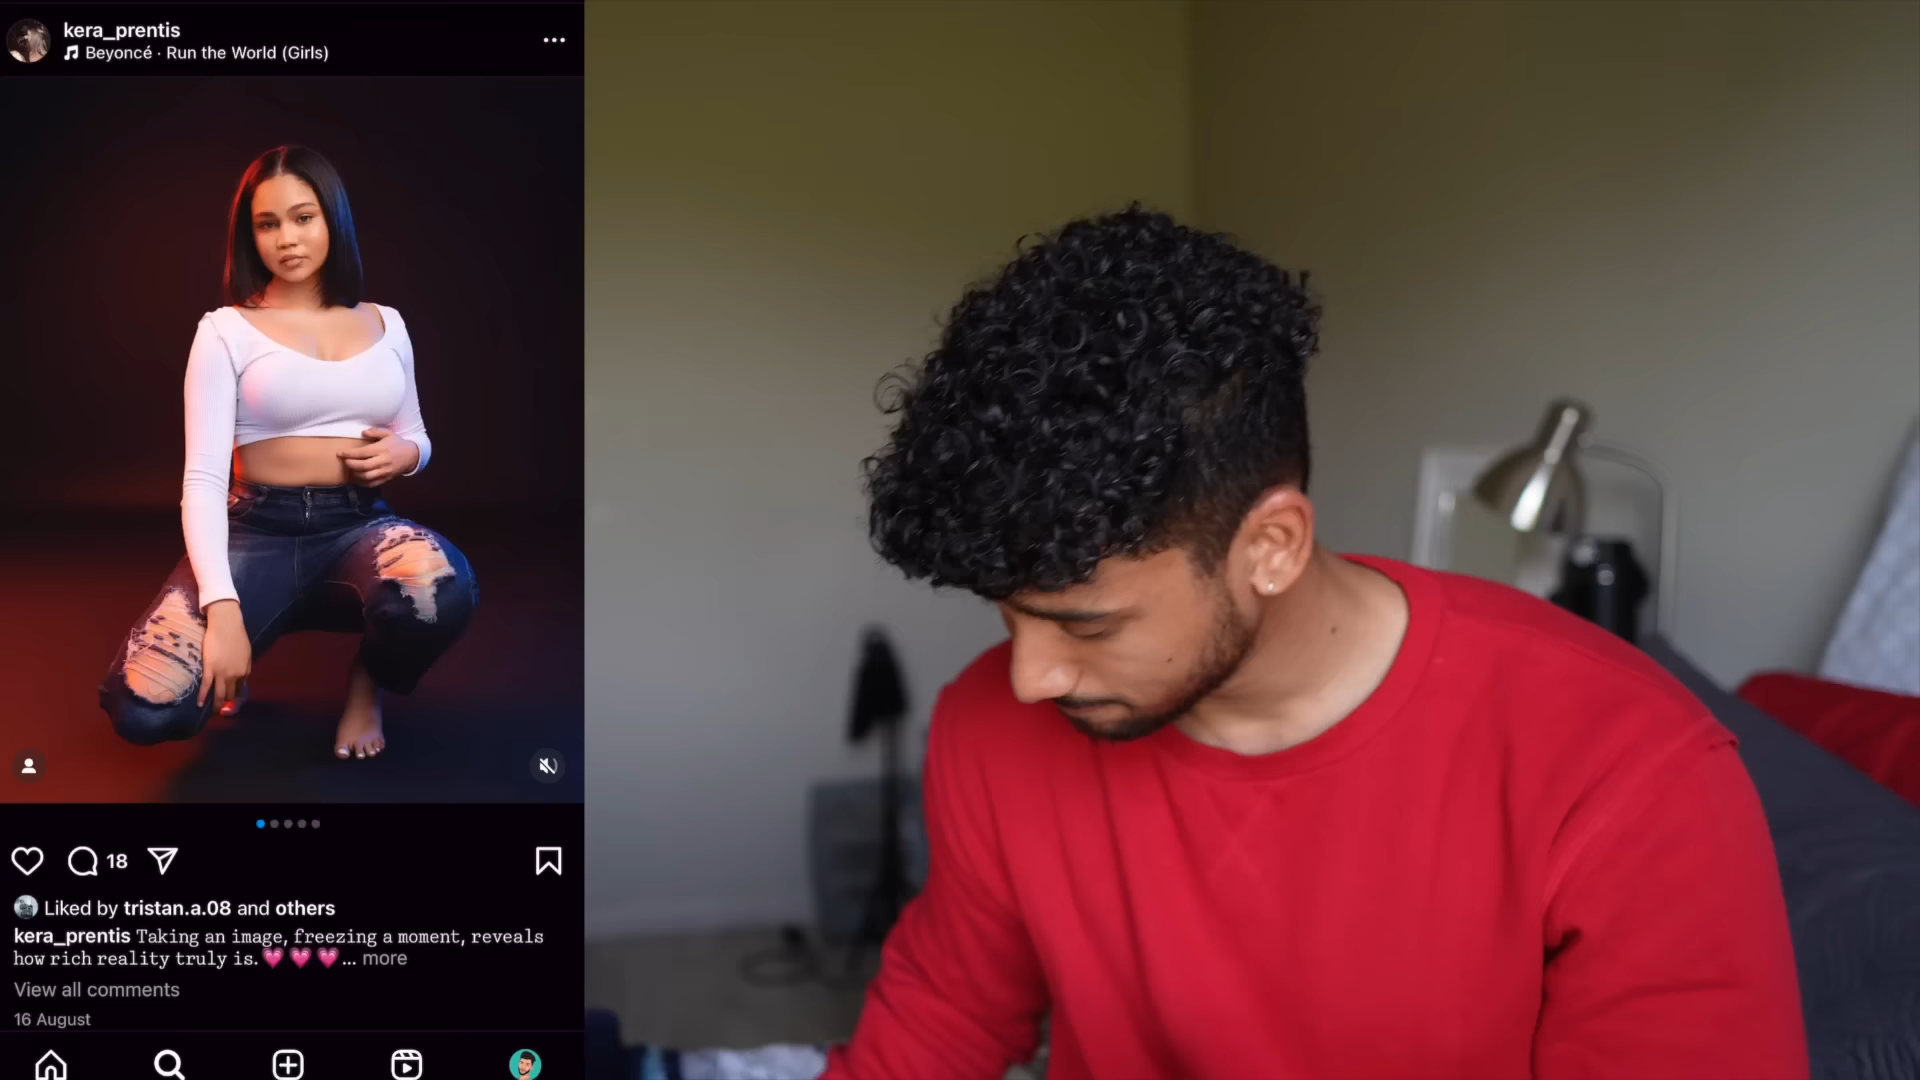 kera_prentis
Beyoncé · Run the World (Girls)
18
Liked by tristan.a.08 and others
kera_prentis Taking an image, freezing a moment, reveals
how rich reality truly is.💗💗💗... more
View all comments
16 August